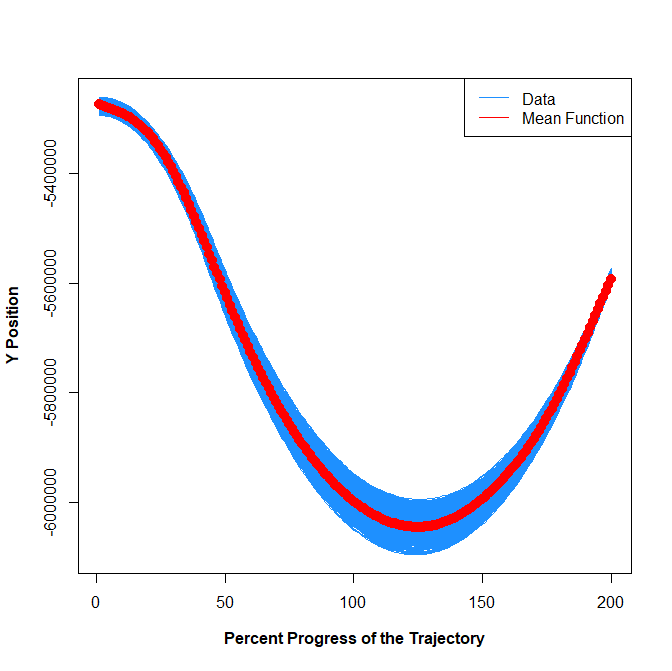 Data
Mean Function
-5400000
-5600000
-5800000
-6000000
Y Position
0 50 100 150 200
Percent Progress of the Trajectory